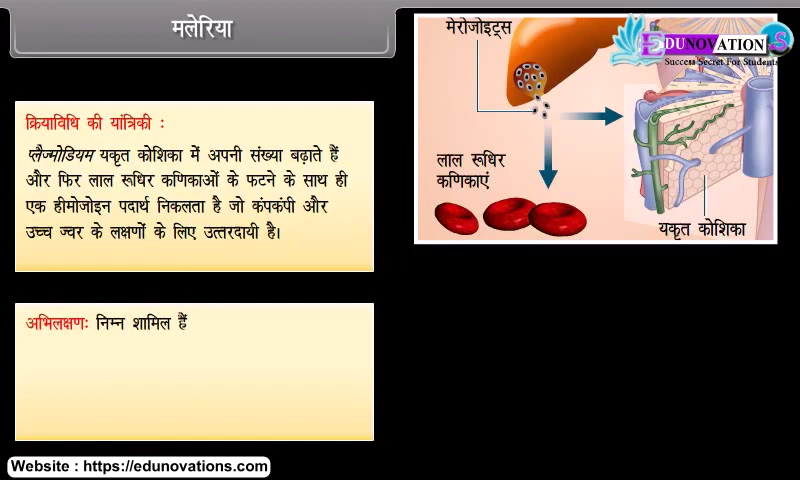 मलेरिया
क्रियाविधि की यांत्रिकी :
प्लैज्मोडियम यकृत कोशिका में अपनी संख्या बढ़ाते हैं
और फिर लाल रूधिर कणिकाओं के फटने के साथ ही
एक हीमोजोइन पदार्थ निकलता है जो कंपकंपी और
उच्च ज्वर के लक्षणों के लिए उत्तरदायी है।
अभिलक्षणः निम्न शामिल हैं
मेरोजोइट्स
लाल रूधिर
कणिकाएं
यकृत कोशिका
EDUNOVATIONS
Success Secret For Students
Website : https://edunovations.com